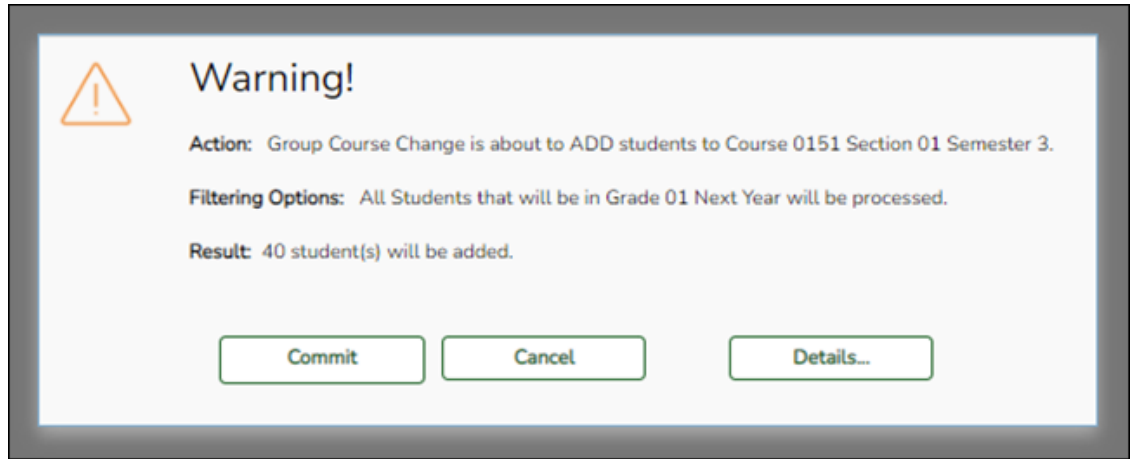 Warning!
Action: Group Course Change is about to ADD students to Course 0151 Section 01 Semester 3.
Filtering Options: All Students that will be in Grade 01 Next Year will be processed.
Result: 40 student(s) will be added.
Commit Cancel Details...